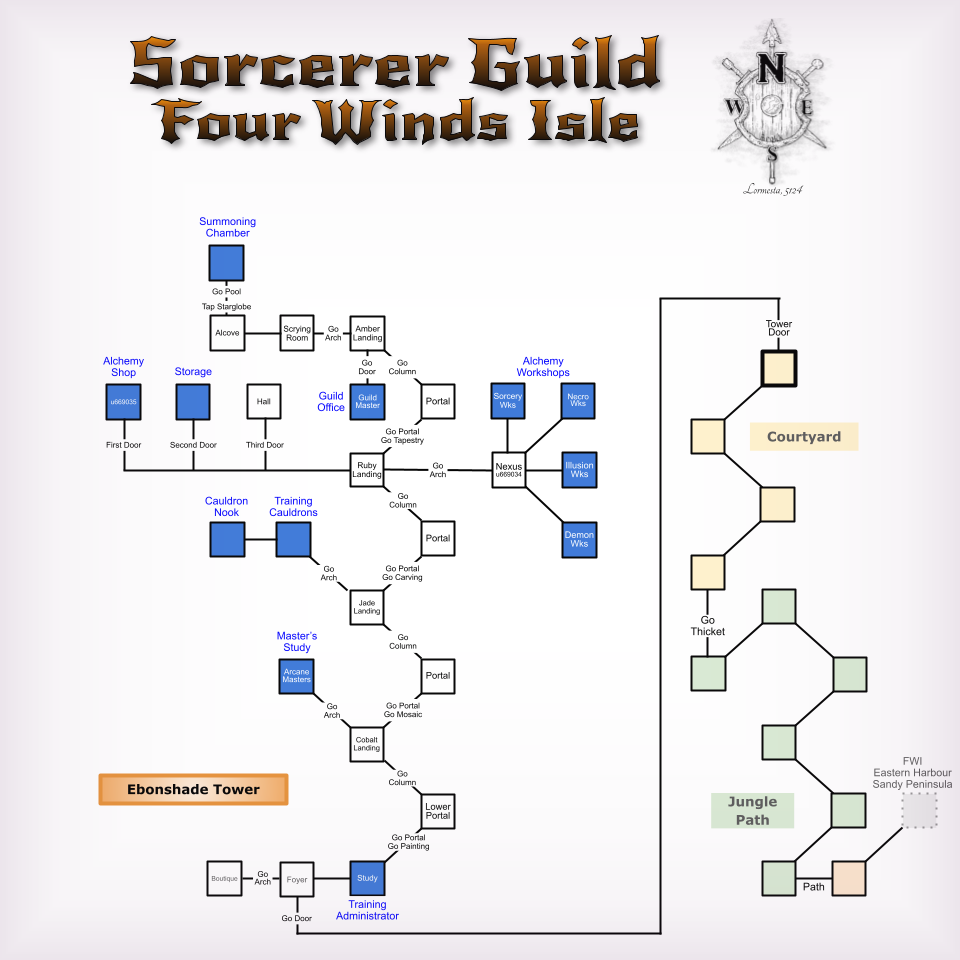 Sorcerer Guild
Four Winds Isle
N
W
E
S
Lormesta, 5124
Summoning
Chamber
Go Pool
Tap Starglobe
Alcove
Scrying
Room
Go
Arch
Amber
Landing
Go
Door
Go
Column
Alchemy
Shop
u669035
Storage
Hall
Guild
Office
Guild
Master
Portal
Alchemy
Workshops
Sorcery
Wks
Necro
Wks
Go Portal
Go Tapestry
First Door
Second Door
Third Door
Ruby
Landing
Go
Arch
Nexus
u669034
Illusion
Wks
Demon
Wks
Go
Column
Cauldron
Nook
Training
Cauldrons
Portal
Go
Arch
Go Portal
Go Carving
Jade
Landing
Go
Column
Master's
Study
Arcane
Masters
Portal
Go
Arch
Go Portal
Go Mosaic
Cobalt
Landing
Go
Column
Ebonshade Tower
Lower
Portal
Go Portal
Go Painting
Boutique
Go
Arch
Foyer
Study
Training
Administrator
Go Door
Tower
Door
Courtyard
Go
Thicket
Jungle
Path
FWI
Eastern Harbour
Sandy Peninsula
Path